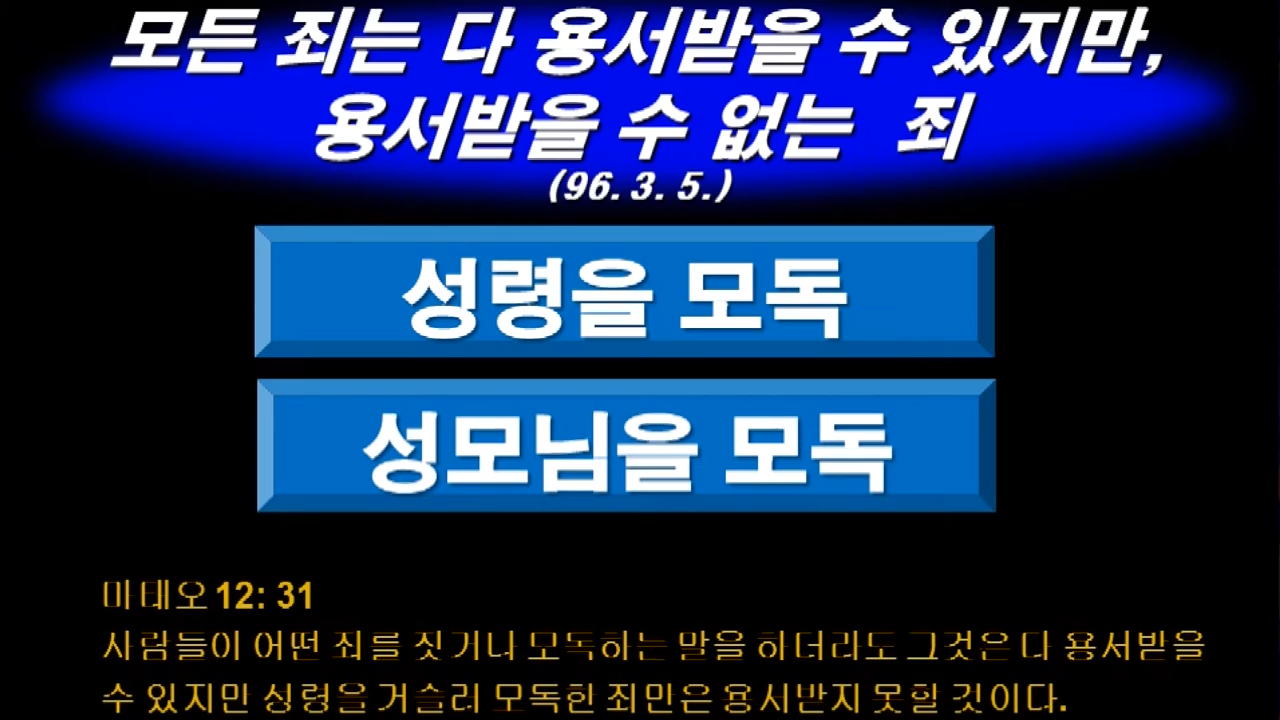 모든 죄는 다 용서받을 수 있지만,
용서받을 수 없는 죄
(96. 3. 5.)
성령을 모독
성모님을 모독
마태오 12: 31
사람들이 어떤 죄를 짓거나 모독하는 말을 하더라도 그것은 다 용서받을
수 있지만 성령을 거슬러 모독한 죄만은 용서받지 못할 것이다.